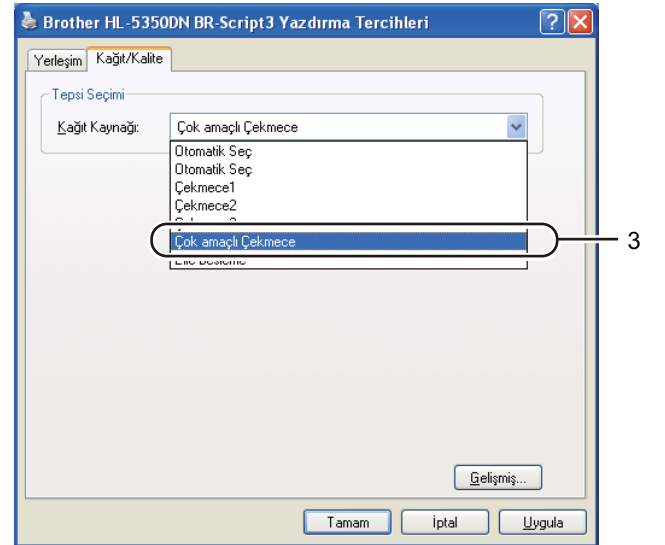 Brother HL-5350DN BR-Script3 Yazdırma Tercihleri
Yerleşim Kağıt/Kalite
Tepsi Seçimi
Kağıt Kaynağı: Çok amaçlı Çekmece
Otomatik Seç
Otomatik Seç
Çekmece1
Çekmece2
Çok amaçlı Çekmece 3
Gelişmiş...
Tamam İptal Uygula